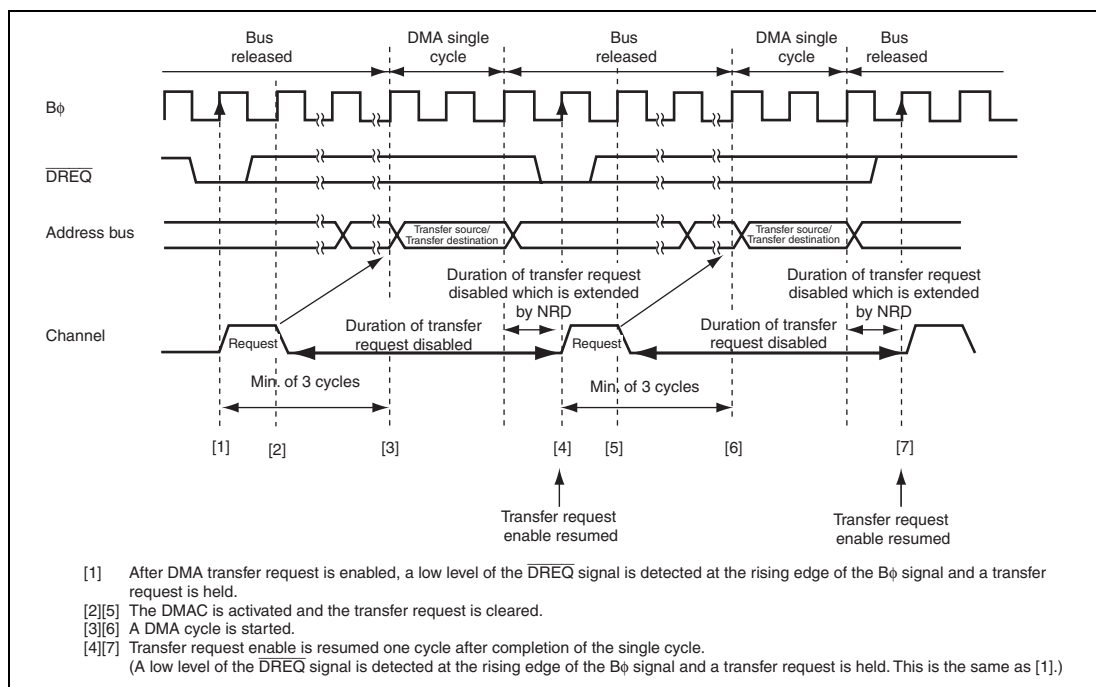 Bus released
DMA single cycle
Bus released
DMA single cycle
Bus released
Bϕ
DREQ
Address bus
Transfer source/
Transfer destination
Transfer source/
Transfer destination
Duration of transfer request
disabled which is extended
by NRD
Duration of transfer request
disabled which is extended
by NRD
Channel
Request
Duration of transfer
request disabled
Request
Duration of transfer
request disabled
Min. of 3 cycles
Min. of 3 cycles
[1]
[2]
[3]
[4]
[5]
[6]
[7]
Transfer request
enable resumed
Transfer request
enable resumed
[1] After DMA transfer request is enabled, a low level of the DREQ signal is detected at the rising edge of the Bϕ signal and a transfer
request is held.
[2][5] The DMAC is activated and the transfer request is cleared.
[3][6] A DMA cycle is started.
[4][7] Transfer request enable is resumed one cycle after completion of the single cycle.
(A low level of the DREQ signal is detected at the rising edge of the Bϕ signal and a transfer request is held. This is the same as [1].)